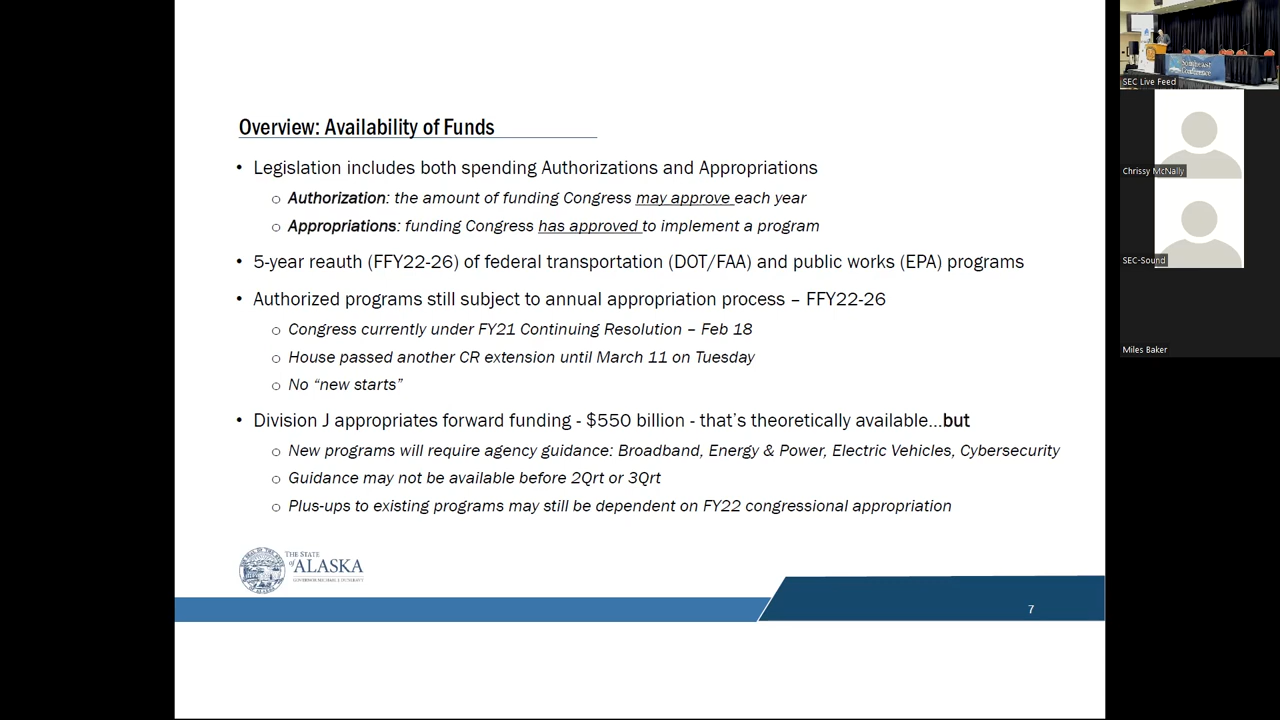 Overview: Availability of Funds
• Legislation includes both spending Authorizations and Appropriations
o Authorization: the amount of funding Congress may approve each year
o Appropriations: funding Congress has approved to implement a program
• 5-year reauth (FFY22-26) of federal transportation (DOT/FAA) and public works (EPA) programs
• Authorized programs still subject to annual appropriation process – FFY22-26
o Congress currently under FY21 Continuing Resolution – Feb 18
o House passed another CR extension until March 11 on Tuesday
o No “new starts”
• Division J appropriates forward funding - $550 billion - that’s theoretically available…but
o New programs will require agency guidance: Broadband, Energy & Power, Electric Vehicles, Cybersecurity
o Guidance may not be available before 2Qrt or 3Qrt
o Plus-ups to existing programs may still be dependent on FY22 congressional appropriation
THE STATE
of ALASKA
GOVERNOR MICHAEL J. DUNLEAVY
7
Southeast
Conference
SEC Live Feed
Chrissy McNally
SEC-Sound
Miles Baker